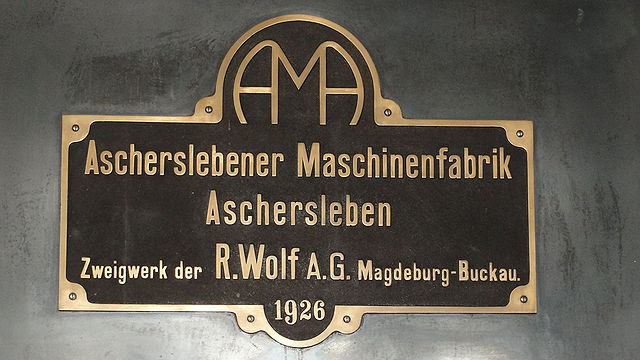 AMA
Ascherslebener Maschinenfabrik
Aschersleben
Zweigwerk der R.Wolf A.G. Magdeburg-Buckau.
1926